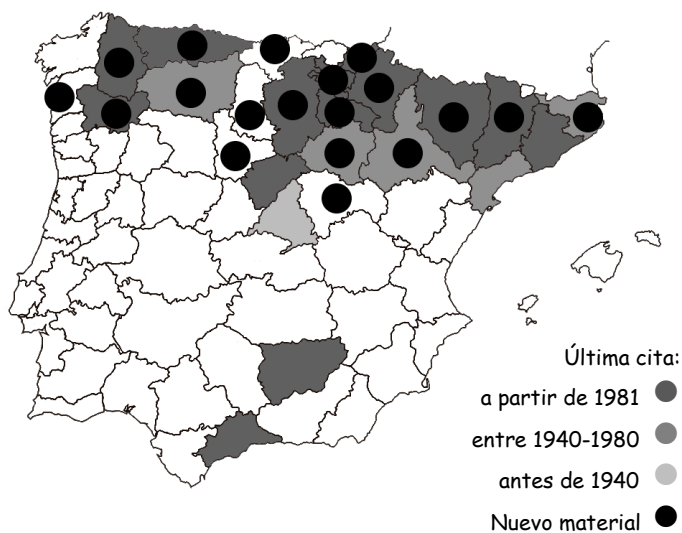 Última cita:
a partir de 1981
entre 1940-1980
antes de 1940
Nuevo material